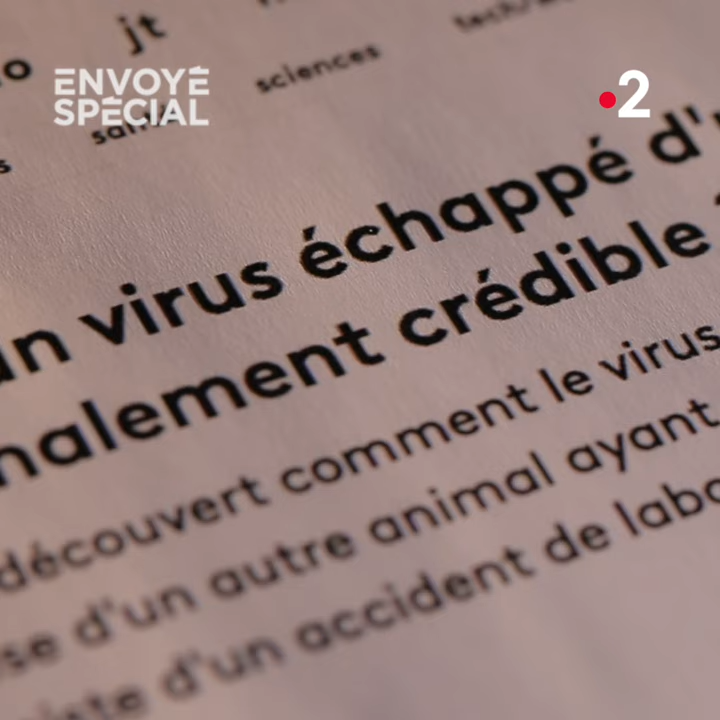 jt
ENVOYÉ
SPÉCIAL
2
sciences
santé
un virus échappé d'
nalement crédible
découvert comment le virus
d'un autre animal ayant
d'un accident de labo